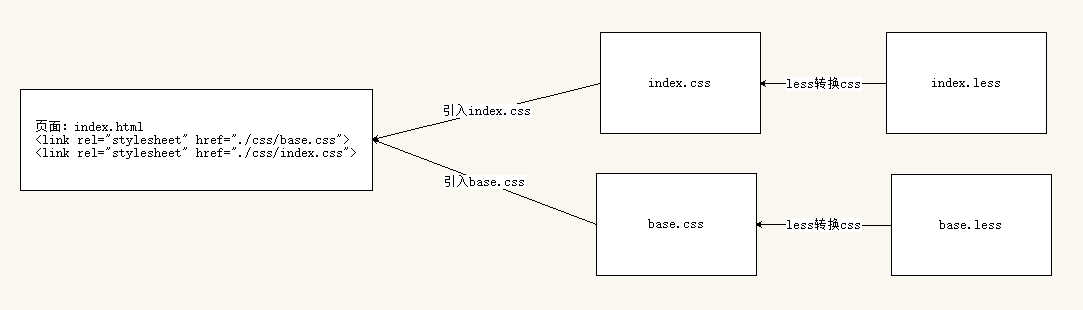 页面：index.html
<link rel="stylesheet" href="./css/base.css">
<link rel="stylesheet" href="./css/index.css">
引入index.css
引入base.css
index.css
less转换css
index.less
base.css
less转换css
base.less